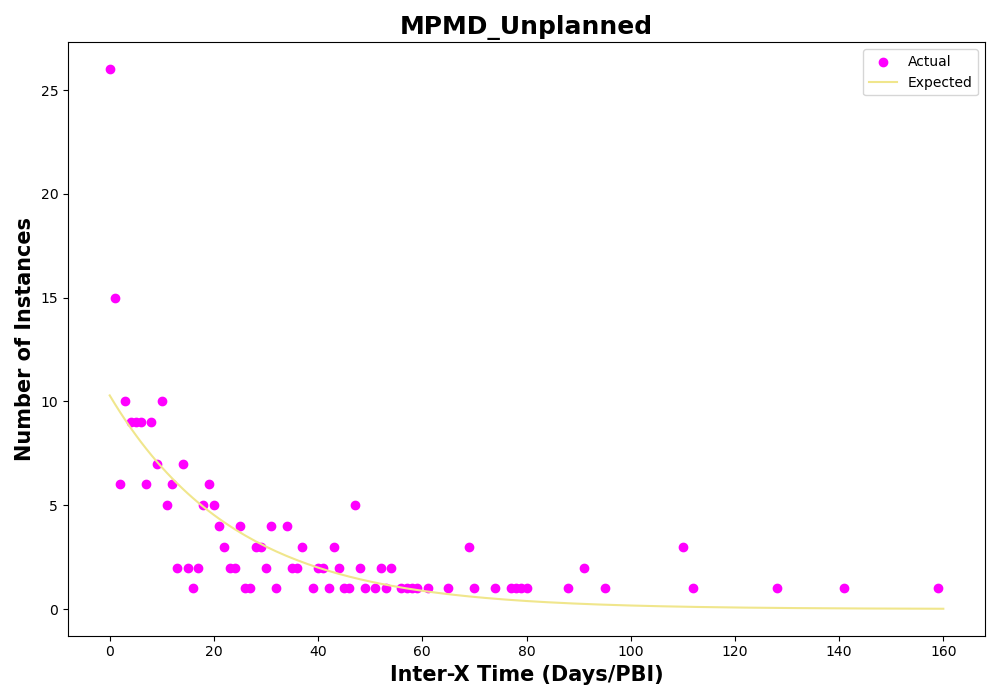 MPMD_Unplanned
Actual
Expected
Number of Instances
25
20
15
10
5
0
0 20 40 60 80 100 120 140 160
Inter-X Time (Days/PBI)